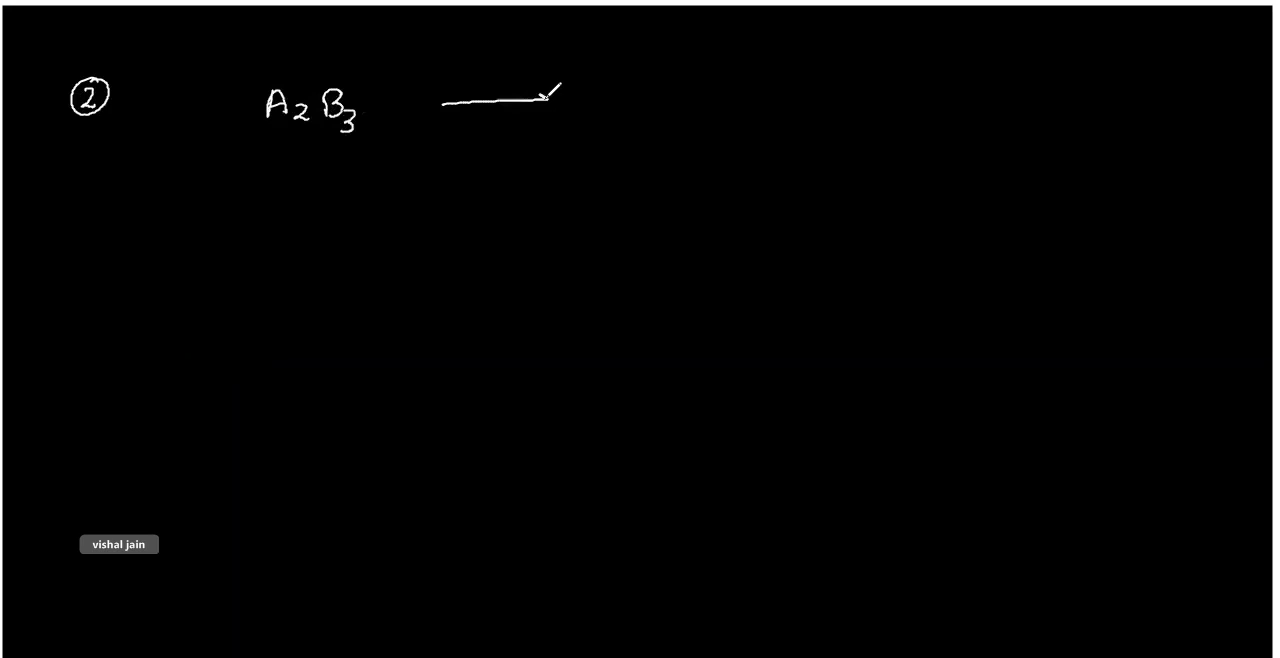 ② A₂B₃ →
vishal jain